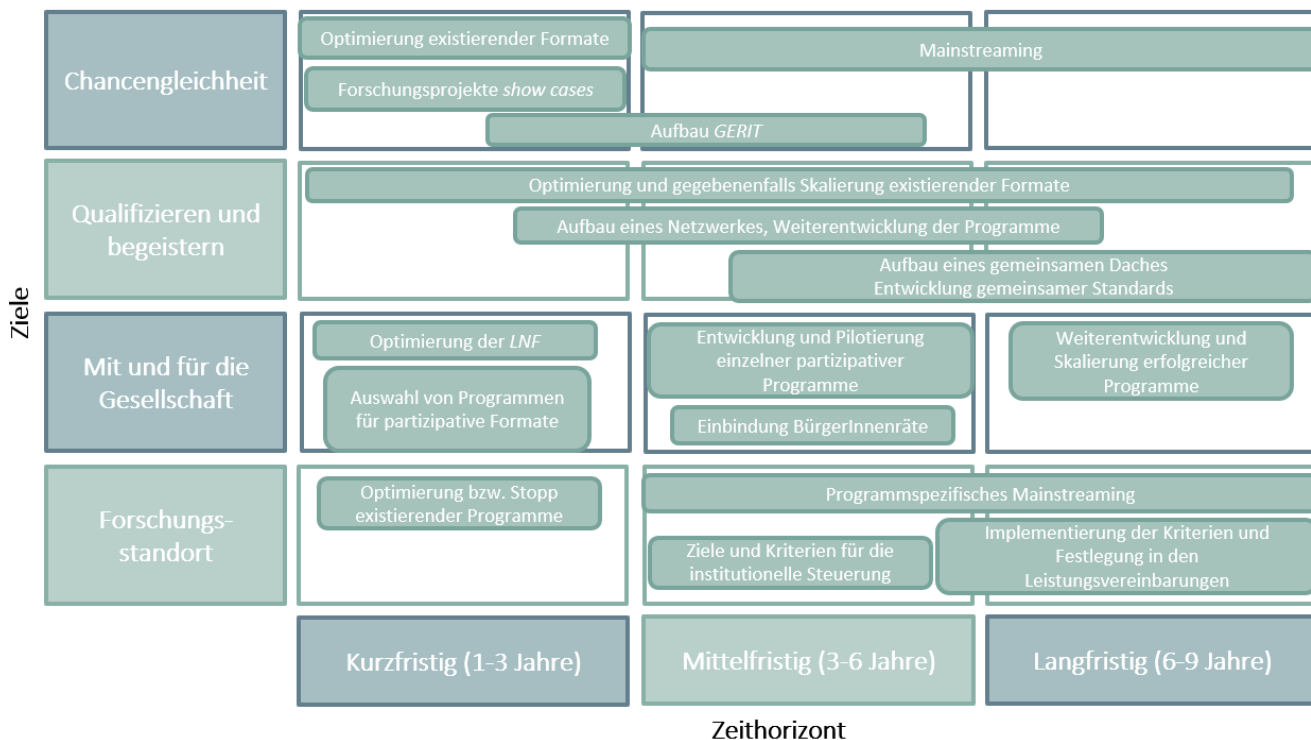 Ziele
Chancengleichheit
Optimierung existierender Formate
Mainstreaming
Forschungsprojekte show cases
Aufbau GERIT
Qualifizieren und
begeistern
Optimierung und gegebenenfalls Skalierung existierender Formate
Aufbau eines Netzwerkes, Weiterentwicklung der Programme
Aufbau eines gemeinsamen Daches
Entwicklung gemeinsamer Standards
Mit und für die
Gesellschaft
Optimierung der LNF
Auswahl von Programmen
für partizipative Formate
Entwicklung und Pilotierung
einzelner partizipativer
Programme
Einbindung BürgerInnenräte
Weiterentwicklung und
Skalierung erfolgreicher
Programme
Forschungs-
standort
Optimierung bzw. Stopp
existierender Programme
Programmspezifisches Mainstreaming
Ziele und Kriterien für die
institutionelle Steuerung
Implementierung der Kriterien und
Festlegung in den
Leistungsvereinbarungen
Kurzfristig (1-3 Jahre)
Mittelfristig (3-6 Jahre)
Langfristig (6-9 Jahre)
Zeithorizont